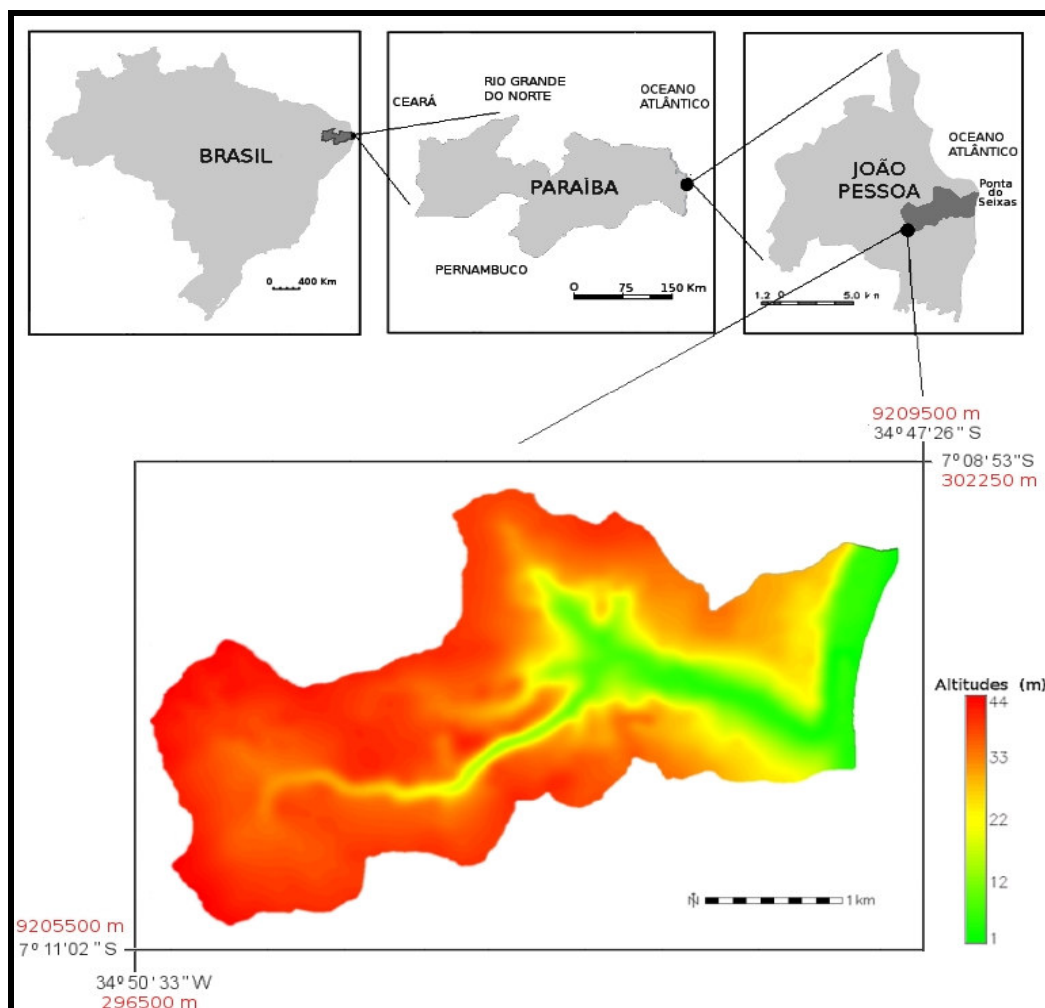 BRASIL
0 400 Km
CEARÁ
RIO GRANDE
DO NORTE
OCEANO
ATLÂNTICO
PARAÍBA
PERNAMBUCO
0 75 150 Km
OCEANO
ATLÂNTICO
JOÃO
PESSOA
Ponta
do
Seixas
1.2 0 5.0
9209500 m
34º 47'26" S
7º 08'53"S
302250 m
Altitudes (m)
44
33
22
12
1
N
1 km
9205500 m
7º 11'02 "S
34º 50'33"W
296500 m